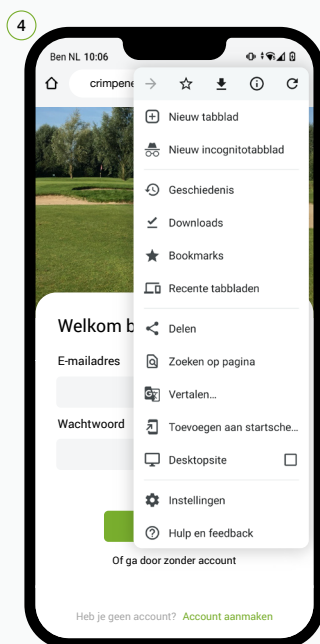 4
Ben NL 10:06
crimpene
Nieuw tabblad
Nieuw incognitotabblad
Geschiedenis
Downloads
Bookmarks
Recente tabbladen
Welkom b
Delen
E-mailadres
Zoeken op pagina
Vertalen...
Wachtwoord
Toevoegen aan startsche...
Desktopsite
Instellingen
Hulp en feedback
Of ga door zonder account
Heb je geen account? Account aanmaken